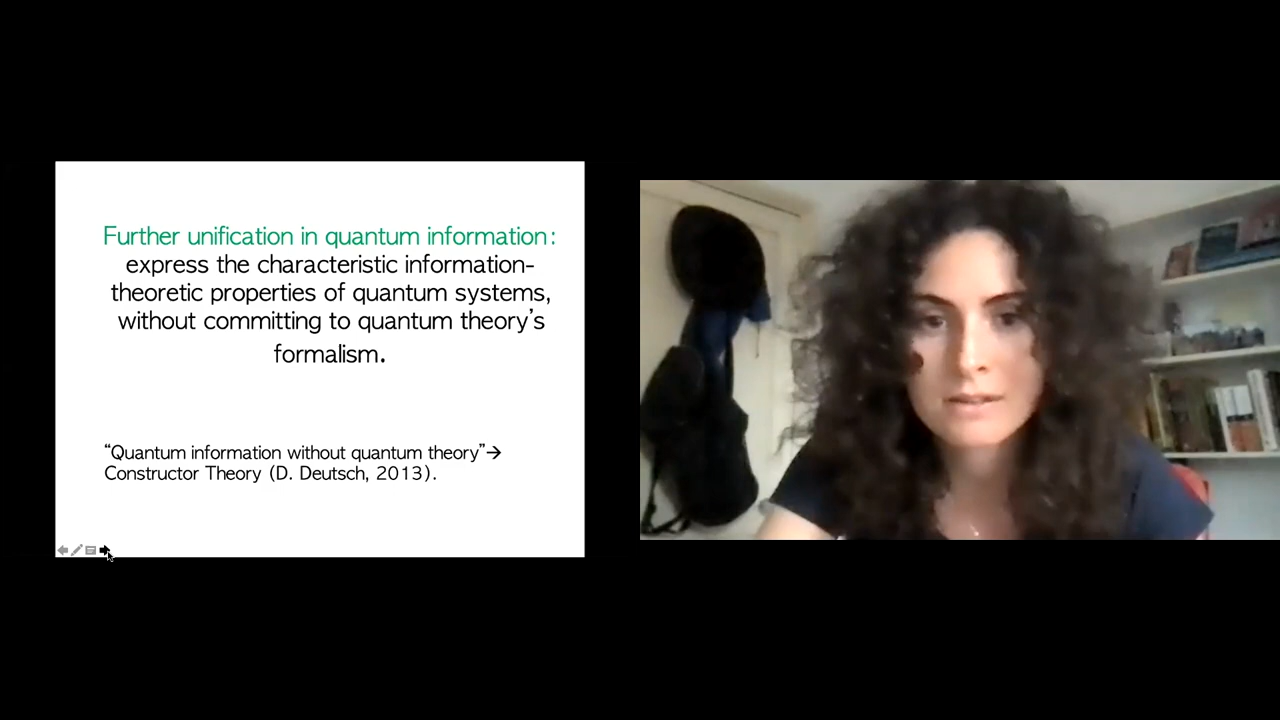 Further unification in quantum information:
express the characteristic information-
theoretic properties of quantum systems,
without committing to quantum theory's
formalism.
“Quantum information without quantum theory”→
Constructor Theory (D. Deutsch, 2013).